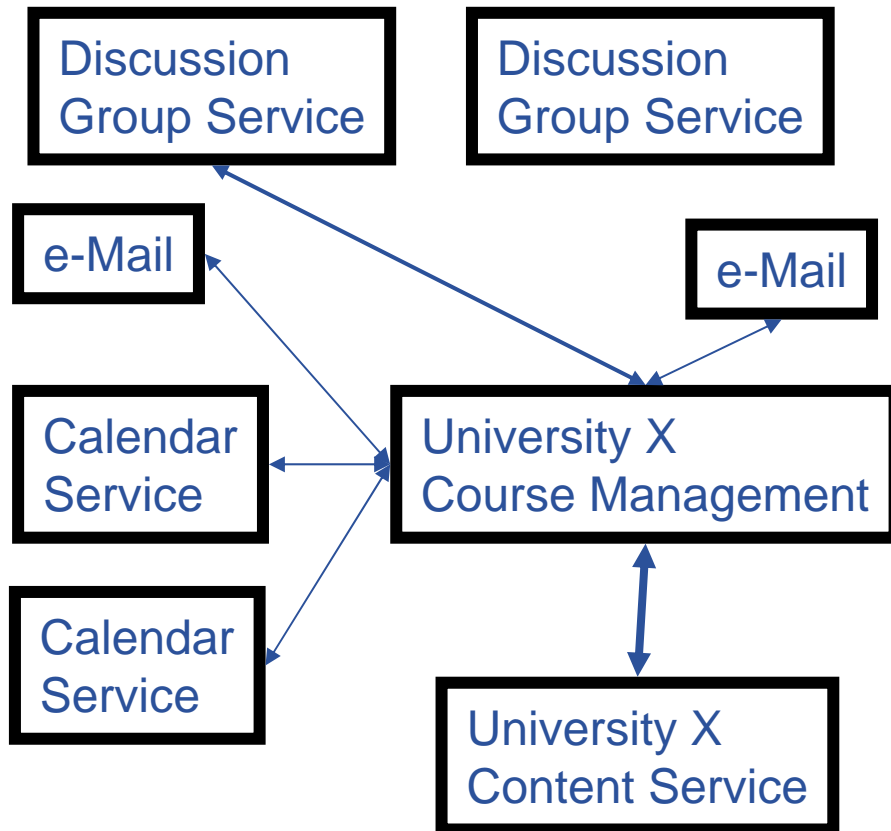 Discussion
Group Service
Discussion
Group Service
e-Mail
e-Mail
Calendar
Service
University X
Course Management
Calendar
Service
University X
Content Service